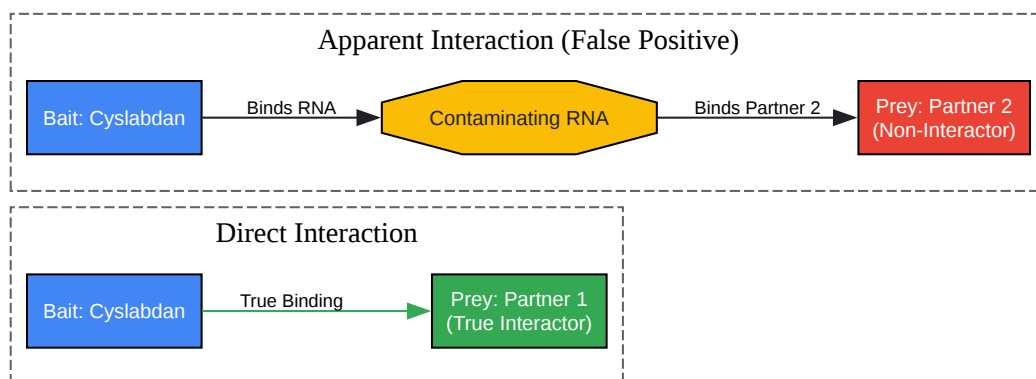 Apparent Interaction (False Positive)
Bait: Cyslabdan
Binds RNA
Contaminating RNA
Binds Partner 2
Prey: Partner 2
(Non-Interactor)
Direct Interaction
Bait: Cyslabdan
True Binding
Prey: Partner 1
(True Interactor)